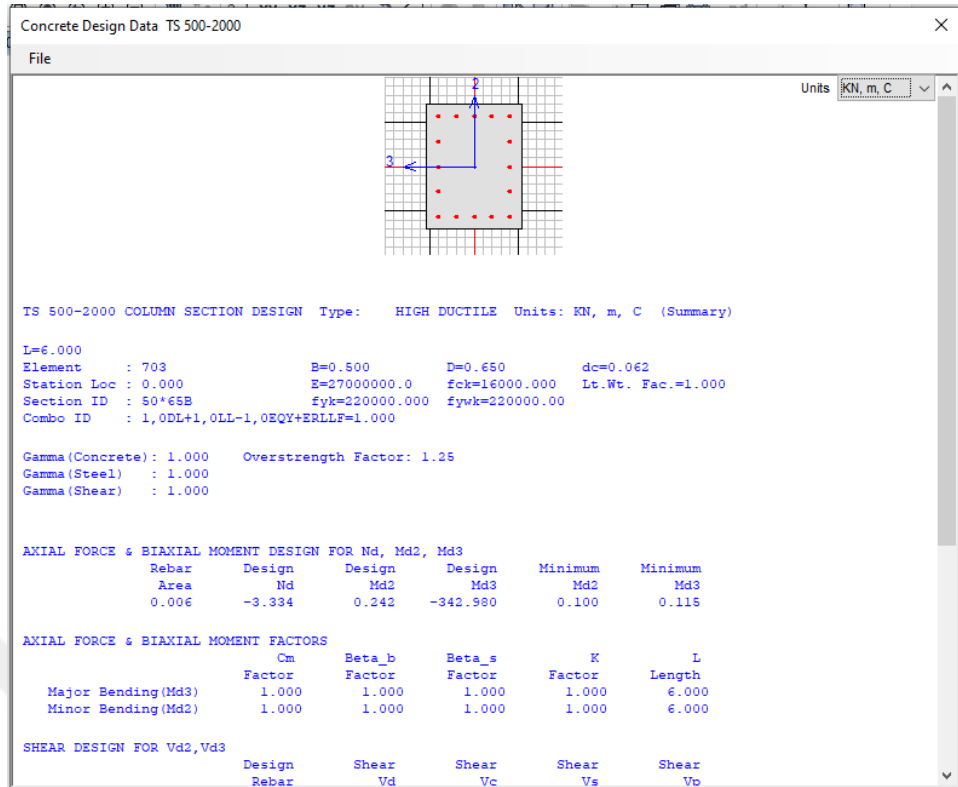 Concrete Design Data TS 500-2000
File
Units KN, m, C
2
3
TS 500-2000 COLUMN SECTION DESIGN Type: HIGH DUCTILE Units: KN, m, C (Summary)
L=6.000
Element : 703 B=0.500 D=0.650 dc=0.062
Station Loc : 0.000 E=27000000.0 fck=16000.000 Lt.Wt. Fac.=1.000
Section ID : 50*65B fyk=220000.000 fywk=220000.00
Combo ID : 1,0DL+1,0LL-1,0EQY+ERLLF=1.000
Gamma(Concrete): 1.000 Overstrength Factor: 1.25
Gamma(Steel) : 1.000
Gamma(Shear) : 1.000
AXIAL FORCE & BIAXIAL MOMENT DESIGN FOR Nd, Md2, Md3
Rebar Design Design Design Minimum Minimum
Area Nd Md2 Md3 Md2 Md3
0.006 -3.334 0.242 -342.980 0.100 0.115
AXIAL FORCE & BIAXIAL MOMENT FACTORS
Cm Beta_b Beta_s K L
Factor Factor Factor Factor Length
Major Bending(Md3) 1.000 1.000 1.000 1.000 6.000
Minor Bending(Md2) 1.000 1.000 1.000 1.000 6.000
SHEAR DESIGN FOR Vd2,Vd3
Design Shear Shear Shear Shear
Rebar Vd Vc Vs Vp